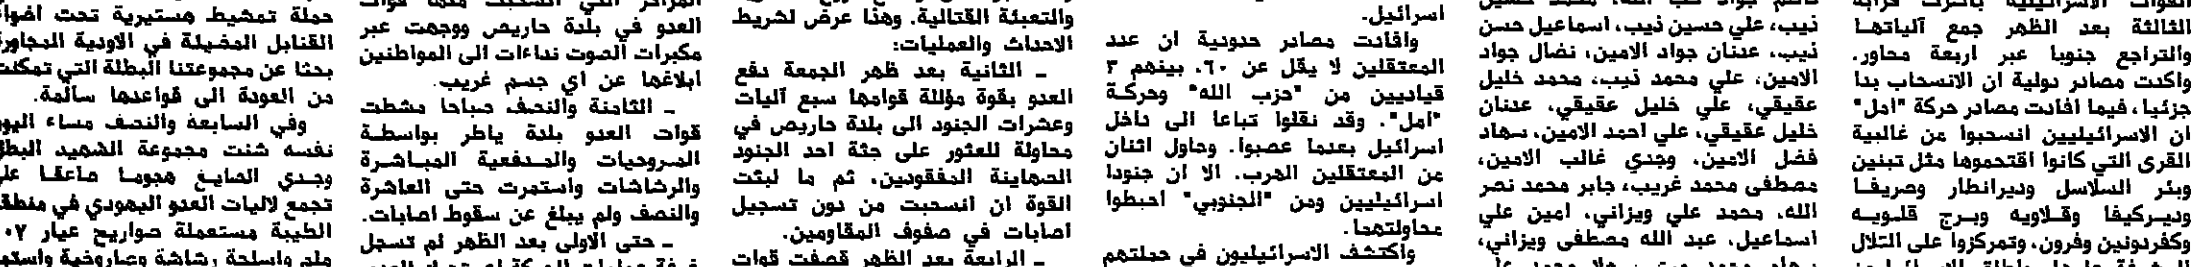 الثالثة بعد الظهر جمع آلياتها
والتراجع جنوبا عبر اربعة محاور.
واكدت مصادر دولية ان الانسحاب بدا
جزئيا، فيما افادت مصادر حركة "امل"
ان الاسرائيليين انسحبوا من غالبية
القرى التي كانوا اقتحموها مثل تبنين
وبئر السلاسل وديرانطار وصريفا
وديركيفا وقلاويه وبرج قلويه
وكفردونين وفرون، وتمركزوا على التلال
ذيب، علي حسين ذيب، اسماعيل حسن
ذيب، عدنان جواد الامين، نضال جواد
الامين، علي محمد ذيب، محمد خليل
عقيقي، علي خليل عقيقي، عدنان
خليل عقيقي، علي احمد الامين، سهاد
فضل الامين، وجدي غالب الامين،
مصطفى محمد غريب، جابر محمد نصر
الله، محمد علي ويزاني، امين علي
اسماعيل، عبد الله مصطفى ويزاني،
اسرائيل.
وافادت مصادر حدودية ان عدد
المعتقلين لا يقل عن ٦٠، بينهم ٣
قياديين من "حزب الله" وحركة
"امل". وقد نقلوا تباعا الى داخل
اسرائيل بعدما عصبوا. وحاول اثنان
من المعتقلين الهرب، الا ان جنودا
اسرائيليين ومن "الجنوبي" احبطوا
محاولتهما.
واكتشف الاسرائيليون في حملتهم
والتعبئة القتالية. وهنا عرض لشريط
الاحداث والعمليات:
ـ الثانية بعد ظهر الجمعة دفع
العدو بقوة مؤللة قوامها سبع آليات
وعشرات الجنود الى بلدة حاريص في
محاولة للعثور على جثة احد الجنود
الصهاينة المفقودين، ثم ما لبثت
القوة ان انسحبت من دون تسجيل
اصابات في صفوف المقاومين.
ـ الرابعة بعد الظهر قصفت قوات
العدو في بلدة حاريص ووجهت عبر
مكبرات الصوت نداءات الى المواطنين
ابلاغها عن اي جسم غريب.
ـ الثامنة والنصف صباحا مشطت
قوات العدو بلدة ياطر بواسطة
المروحيات والمدفعية المباشرة
والرشاشات واستمرت حتى العاشرة
والنصف ولم يبلغ عن سقوط اصابات.
ـ حتى الاولى بعد الظهر لم تسجل
حملة تمشيط هستيرية تحت اضواء
القنابل المضيئة في الاودية المجاورة
بحثا عن مجموعتنا البطلة التي تمكنت
من العودة الى قواعدها سالمة.
وفي السابعة والنصف مساء اليوم
نفسه شنت مجموعة الشهيد البطل
وجدي الصايغ هجوما صاعقا على
تجمع لاليات العدو اليهودي في منطقة
الطيبة مستعملة صواريخ عيار ١٠٧
ملم واسلحة رشاشة وصاروخية